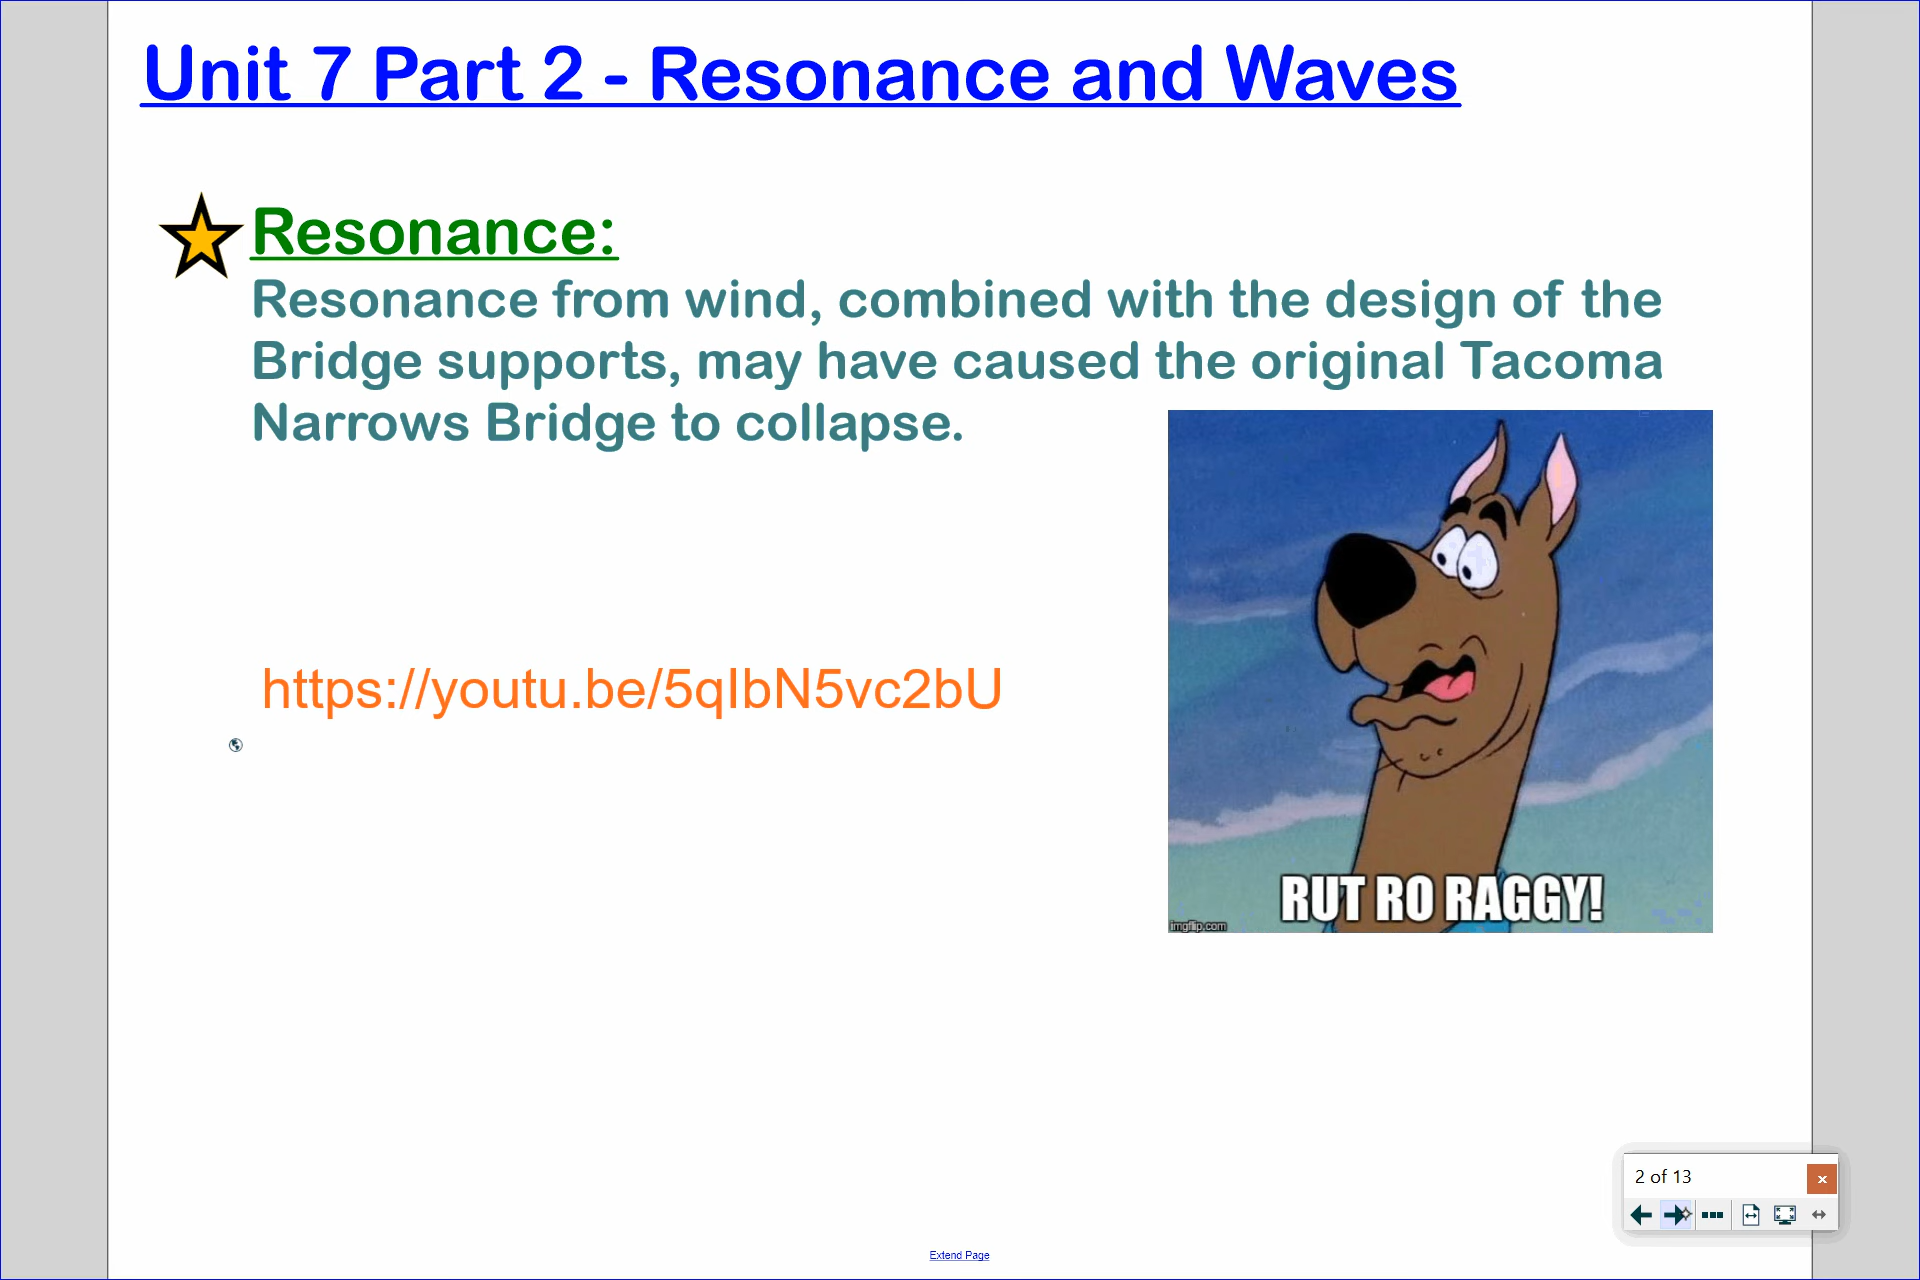 Unit 7 Part 2 - Resonance and Waves
Resonance:
Resonance from wind, combined with the design of the
Bridge supports, may have caused the original Tacoma
Narrows Bridge to collapse.
https://youtu.be/5qIbN5vc2bU
RUT RO RAGGY!
imgflip.com
2 of 13
Extend Page